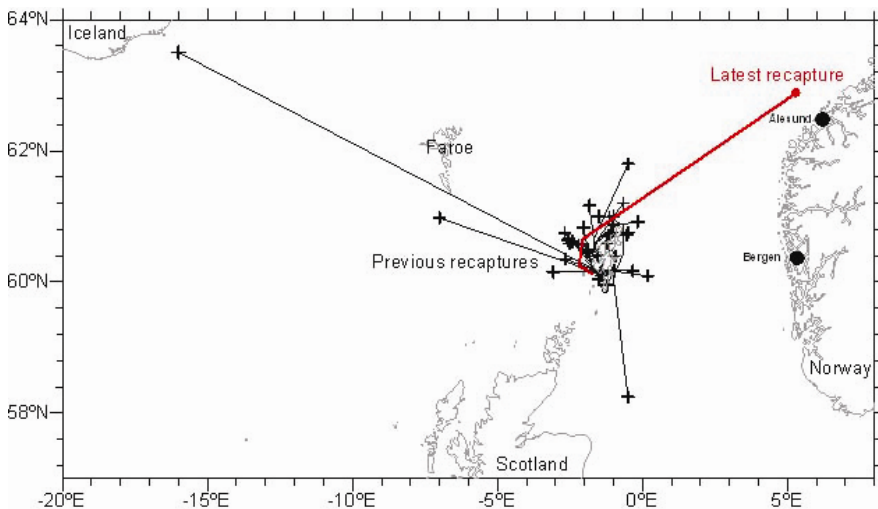 64ºN
Iceland
Latest recapture
Alesund
62ºN
Faroe
Previous recaptures
Bergen
60ºN
Norway
58ºN
Scotland
-20ºE
-15ºE
-10ºE
-5ºE
0ºE
5ºE